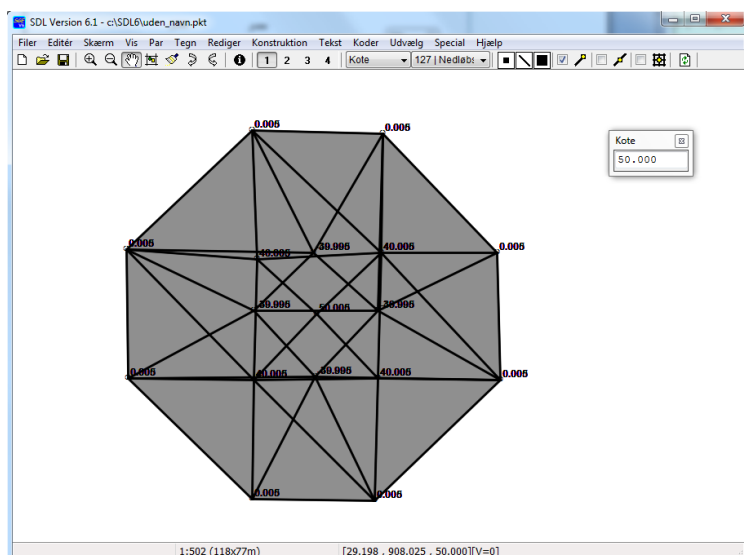 SDL Version 6.1 - c:\SDL6\uden_navn.pkt
Filer Editér Skærm Vis Par Tegn Rediger Konstruktion Tekst Koder Udvælg Special Hjælp
1 2 3 4 Kote 127 | Nedløbs
Kote
50.000
0.005 0.005
0.005 40.005 39.995 40.005 0.005
39.995 50.005 39.995
0.005 40.005 39.995 40.005 0.005
0.005 0.005
1:502 (118x77m) [29.198 , 908.025 , 50.000][V=0]